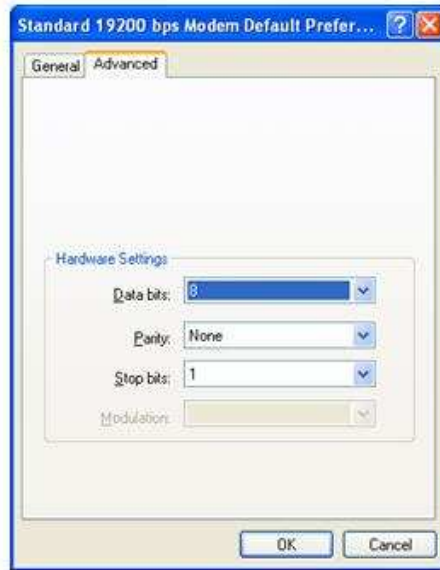 Standard 19200 bps Modem Default Prefer...
General Advanced
Hardware Settings
Data bits: 8
Parity: None
Stop bits: 1
Modulation:
OK Cancel